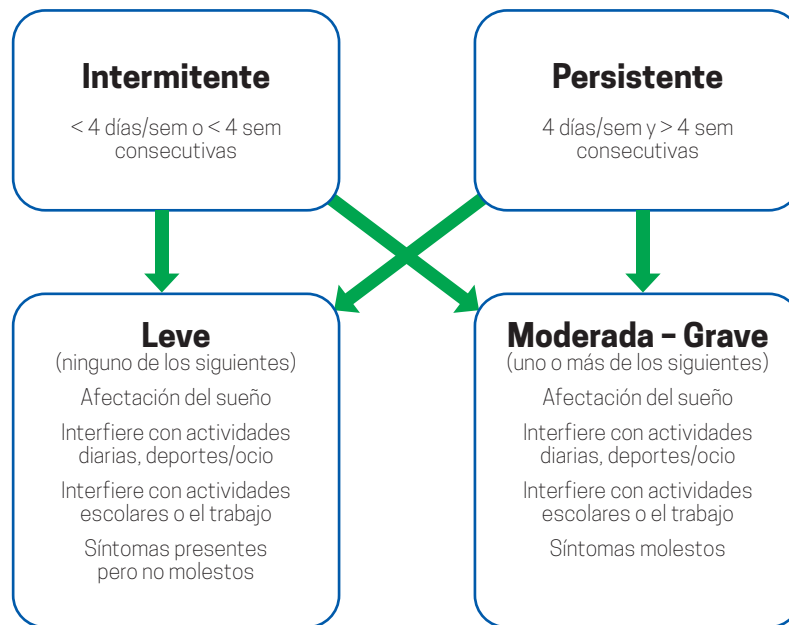 Intermitente
< 4 días/sem o < 4 sem
consecutivas
Persistente
4 días/sem y > 4 sem
consecutivas
Leve
(ninguno de los siguientes)
Afectación del sueño
Interfiere con actividades
diarias, deportes/ocio
Interfiere con actividades
escolares o el trabajo
Síntomas presentes
pero no molestos
Moderada – Grave
(uno o más de los siguientes)
Afectación del sueño
Interfiere con actividades
diarias, deportes/ocio
Interfiere con actividades
escolares o el trabajo
Síntomas molestos